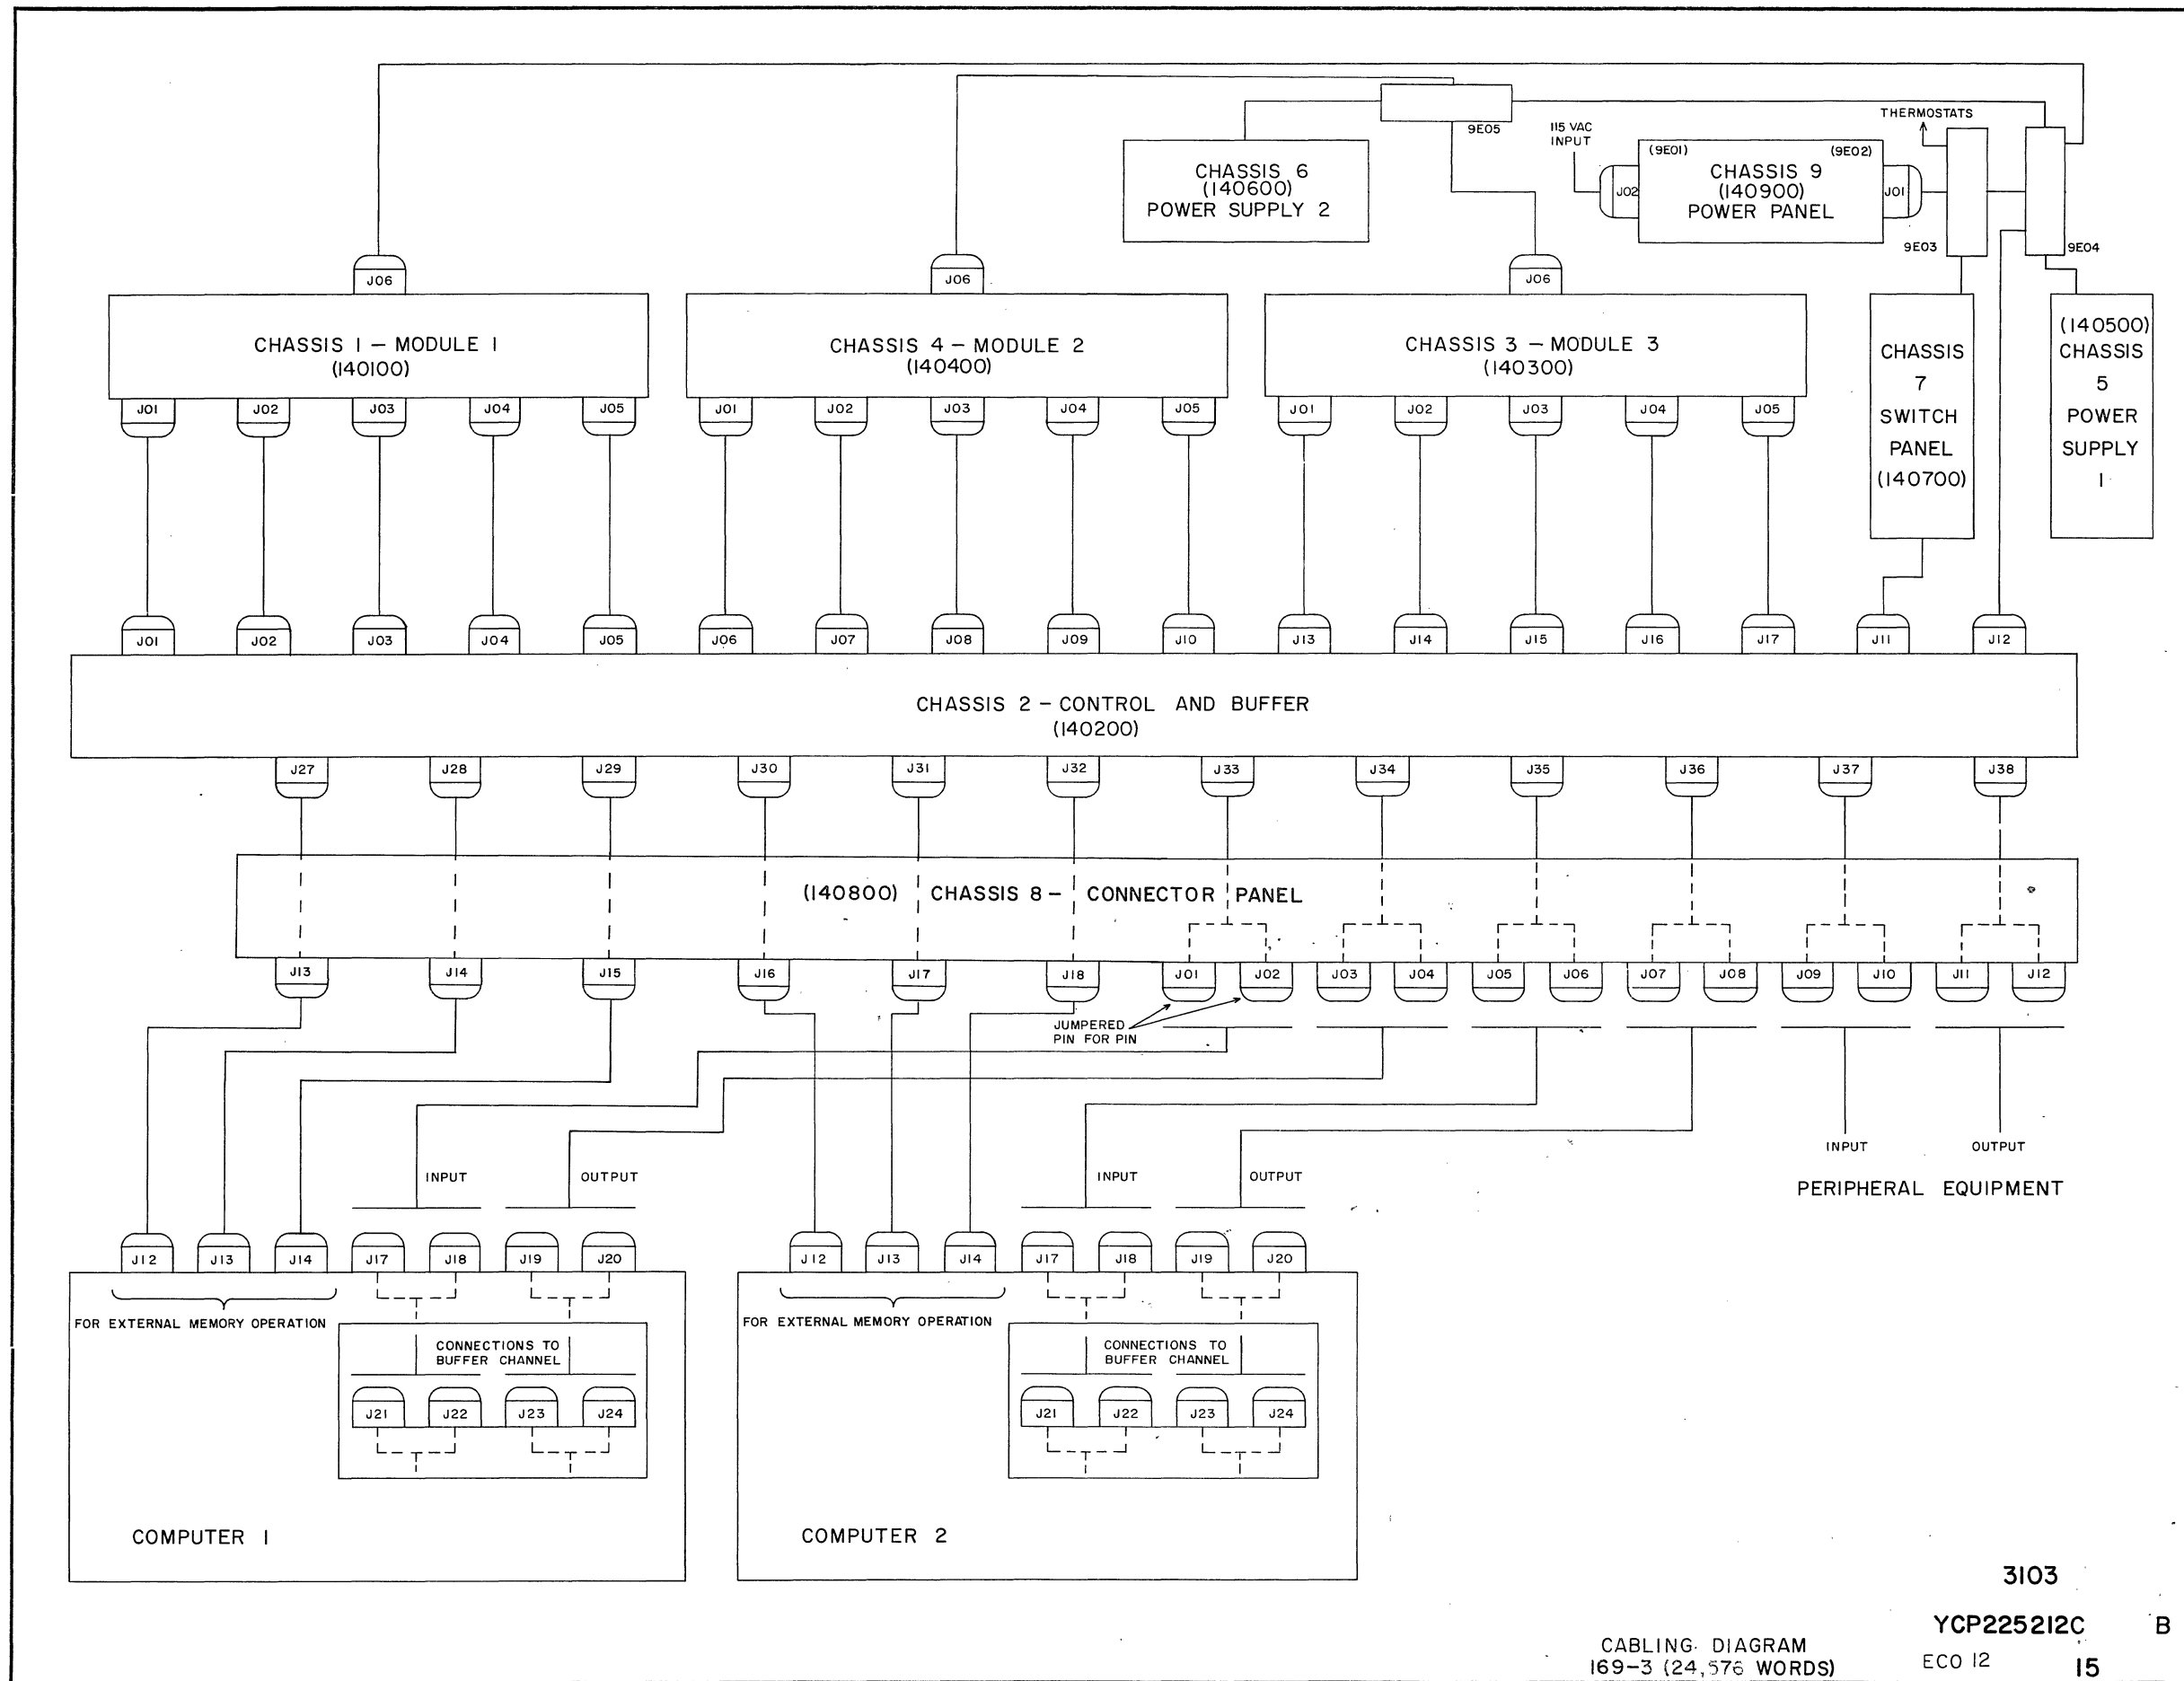 THERMOSTATS
9E05
115 VAC
INPUT
CHASSIS 6
(140600)
POWER SUPPLY 2
(9E01)
(9E02)
CHASSIS 9
(140900)
POWER PANEL
J02
J01
9E03
9E04
J06
J06
J06
CHASSIS 1 – MODULE 1
(140100)
CHASSIS 4 – MODULE 2
(140400)
CHASSIS 3 – MODULE 3
(140300)
CHASSIS
7
SWITCH
PANEL
(140700)
(140500)
CHASSIS
5
POWER
SUPPLY
1
J01 J02 J03 J04 J05 J01 J02 J03 J04 J05 J01 J02 J03 J04 J05
J01 J02 J03 J04 J05 J06 J07 J08 J09 J10 J13 J14 J15 J16 J17 J11 J12
CHASSIS 2 – CONTROL AND BUFFER
(140200)
J27 J28 J29 J30 J31 J32 J33 J34 J35 J36 J37 J38
(140800) CHASSIS 8 – CONNECTOR PANEL
J13 J14 J15 J16 J17 J18 J01 J02 J03 J04 J05 J06 J07 J08 J09 J10 J11 J12
JUMPERED
PIN FOR PIN
INPUT
OUTPUT
PERIPHERAL EQUIPMENT
INPUT
OUTPUT
INPUT
OUTPUT
J12 J13 J14 J17 J18 J19 J20
J12 J13 J14 J17 J18 J19 J20
FOR EXTERNAL MEMORY OPERATION
CONNECTIONS TO
BUFFER CHANNEL
J21 J22 J23 J24
COMPUTER 1
FOR EXTERNAL MEMORY OPERATION
CONNECTIONS TO
BUFFER CHANNEL
J21 J22 J23 J24
COMPUTER 2
3103
YCP225212C B
CABLING DIAGRAM
169-3 (24,576 WORDS)
ECO 12
15